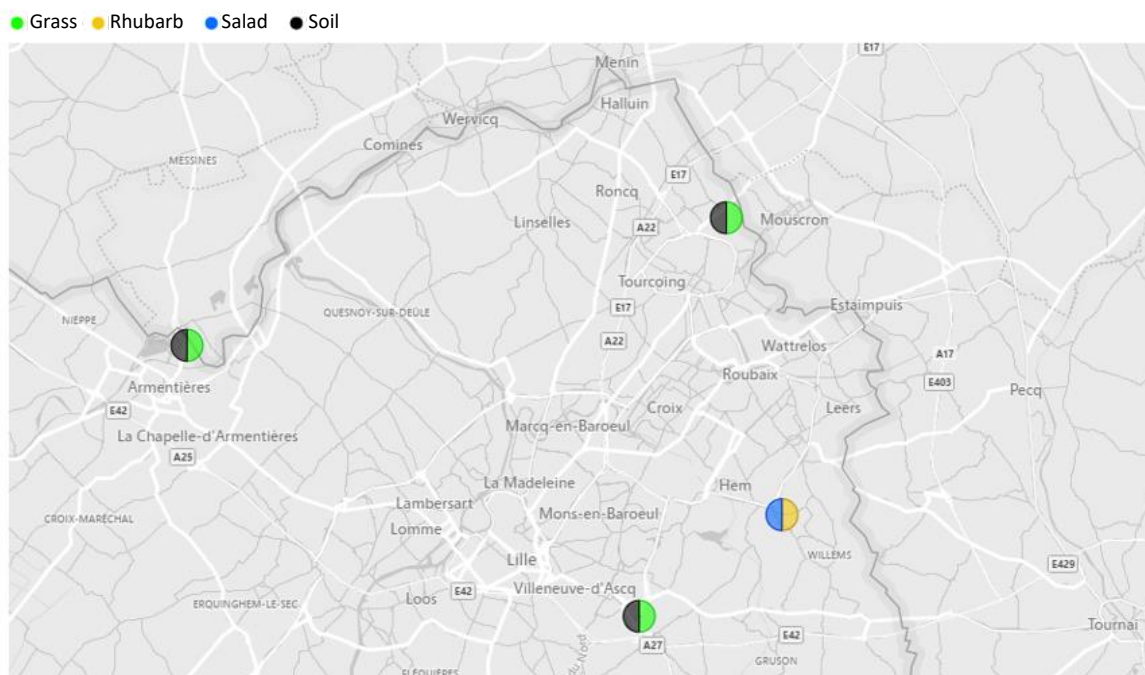 Grass Rhubarb Salad Soil
E17
Menin
Halluin
Wervicq
Comines
MESSINES
E17
Roncq
Linselles
A22
Mouscron
Tourcoing
Estaimpuis
NIEPPE
QUESNOY-SUR-DEÛLE
E17
A22
Wattrelos
A17
Roubaix
E403
Armentières
Pecq
E42
Croix
Leers
Marcq-en-Baroeul
La Chapelle-d'Armentières
A25
La Madeleine
Hem
Lambersart
CROIX-MARÉCHAL
Mons-en-Baroeul
Lomme
WILLEMS
Lille
E429
Villeneuve-d'Ascq
E42
Loos
ERQUINGHEM-LE-SEC
Tournai
E42
A27
du-Nord
GRUSON